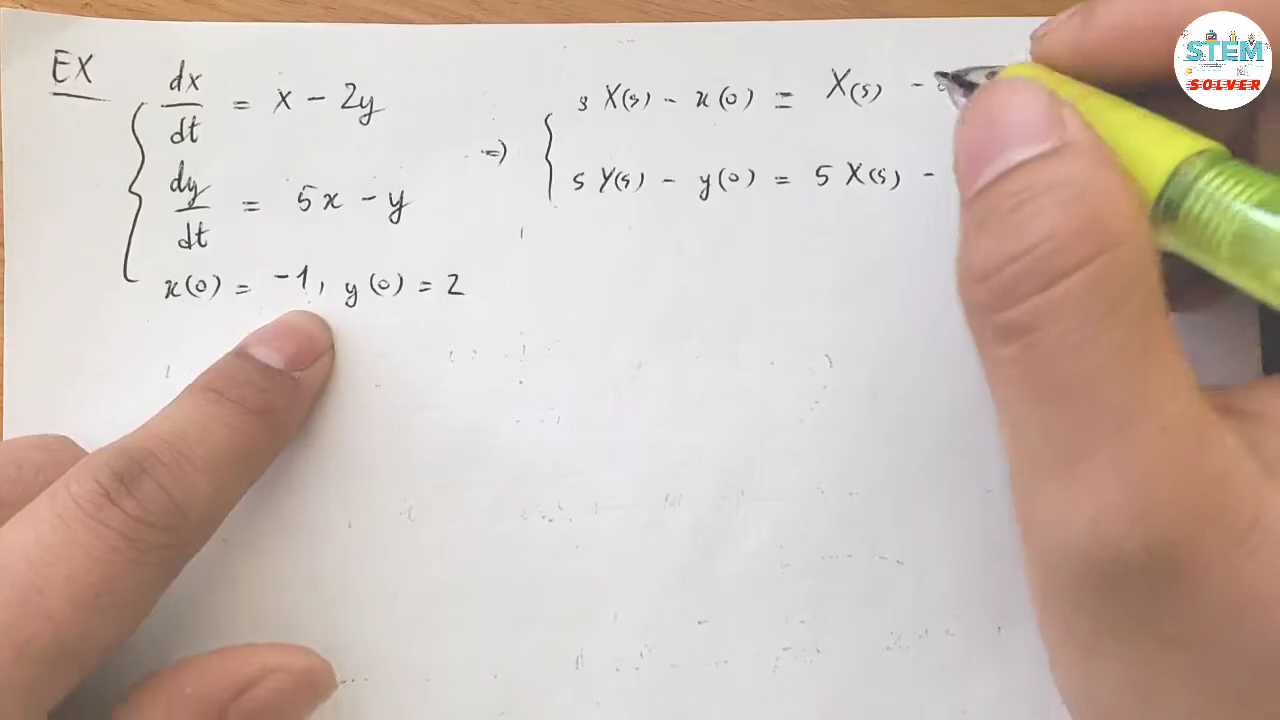 EX
dx/dt = x - 2y
dy/dt = 5x - y
x(0) = -1, y(0) = 2
=>
s X(s) - x(0) = X(s) -
s Y(s) - y(0) = 5 X(s) -
STEM
SOLVER